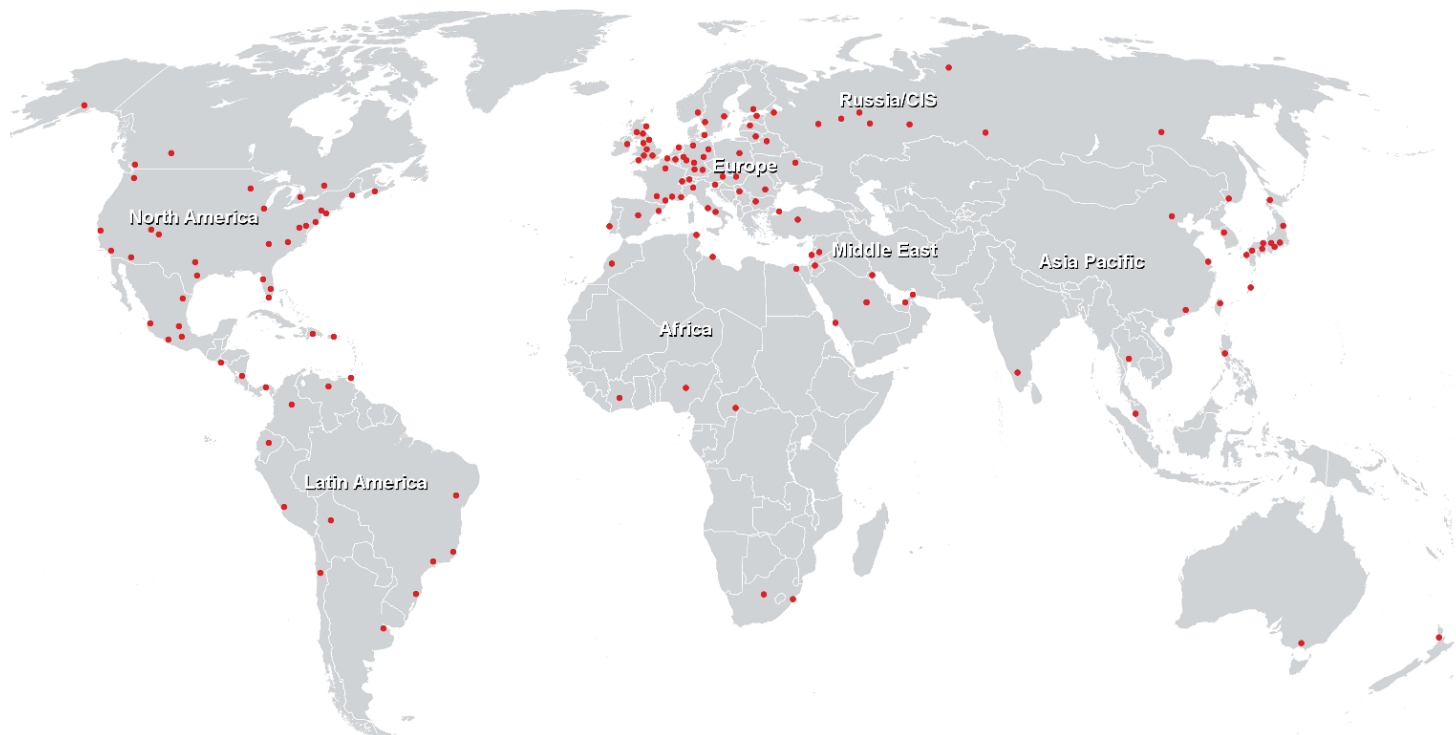 Russia/CIS
Europe
North America
Middle East
Asia Pacific
Africa
Latin America